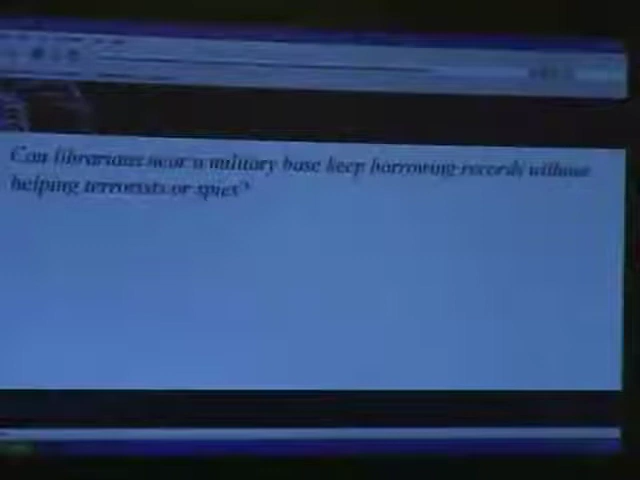 Can librarians near a military base keep borrowing records without
helping terrorists or spies?